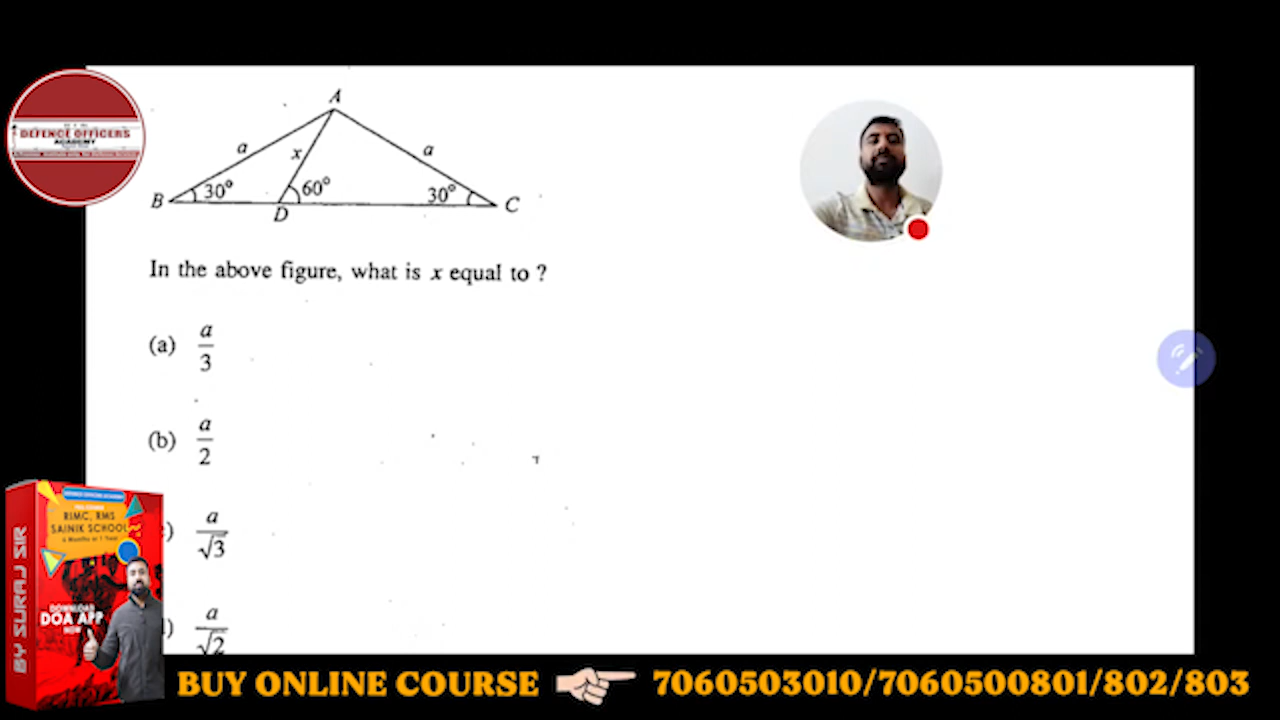 DEFENCE OFFICERS
ACADEMY
A
a
x
a
B
30°
60°
30°
C
D
In the above figure, what is x equal to ?
(a) a/3
(b) a/2
) a/√3
) a/√2
RIMC, RMS
SAINIK SCHOOL
BY SURAJ SIR
DOWNLOAD
DOA APP
NOW
BUY ONLINE COURSE 7060503010/7060500801/802/803